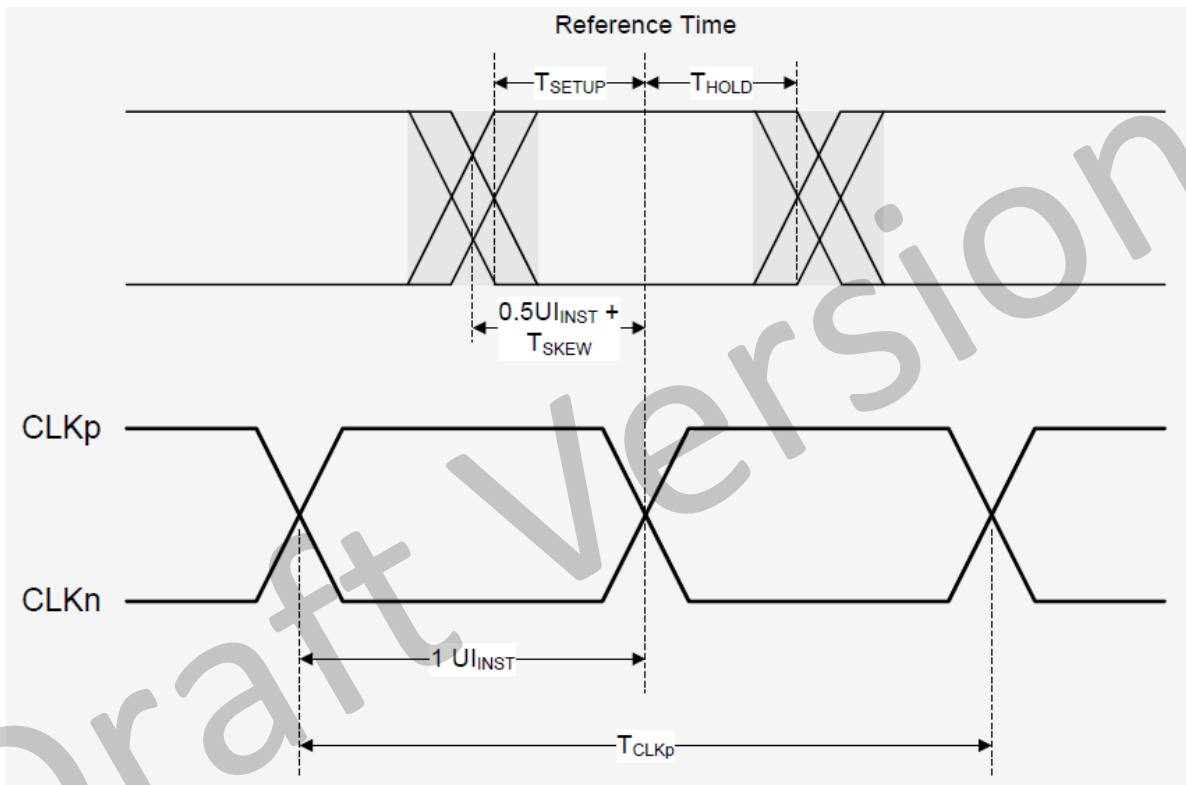 Reference Time
TSETUP
THOLD
0.5UIINST +
TSKEW
CLKp
CLKn
1 UIINST
TCLKp
Draft Version